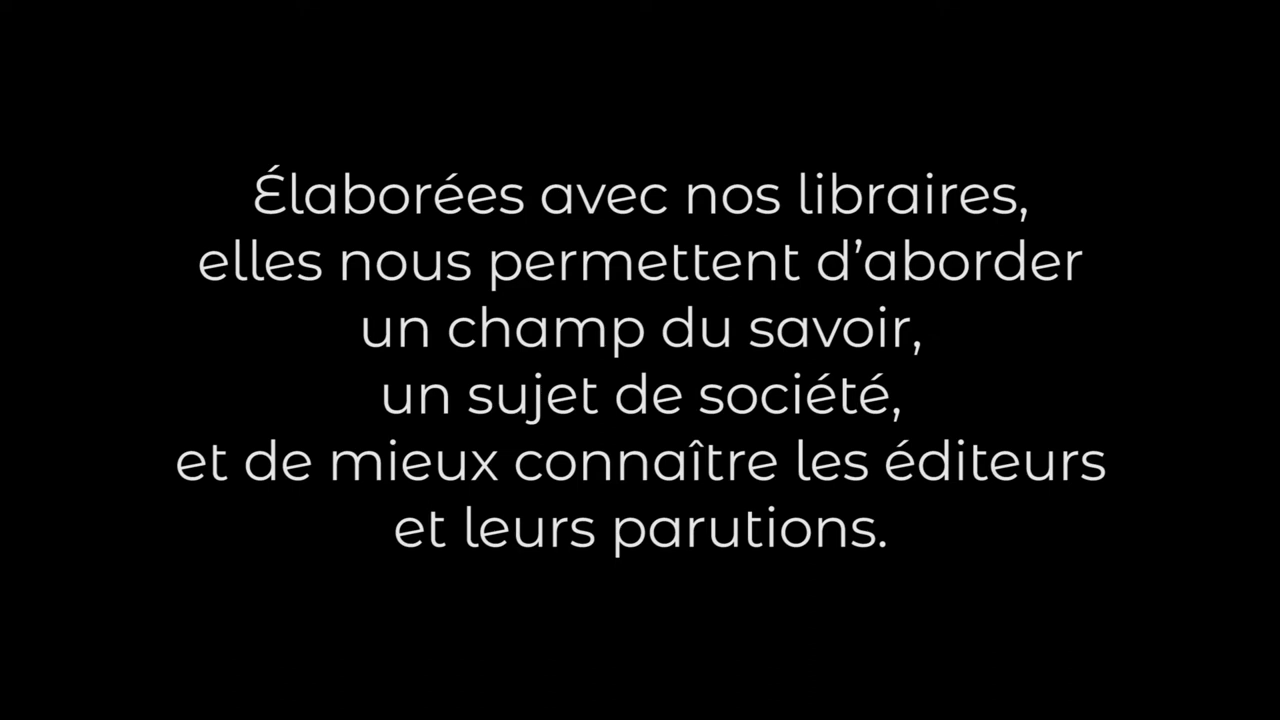 Élaborées avec nos libraires,
elles nous permettent d’aborder
un champ du savoir,
un sujet de société,
et de mieux connaître les éditeurs
et leurs parutions.